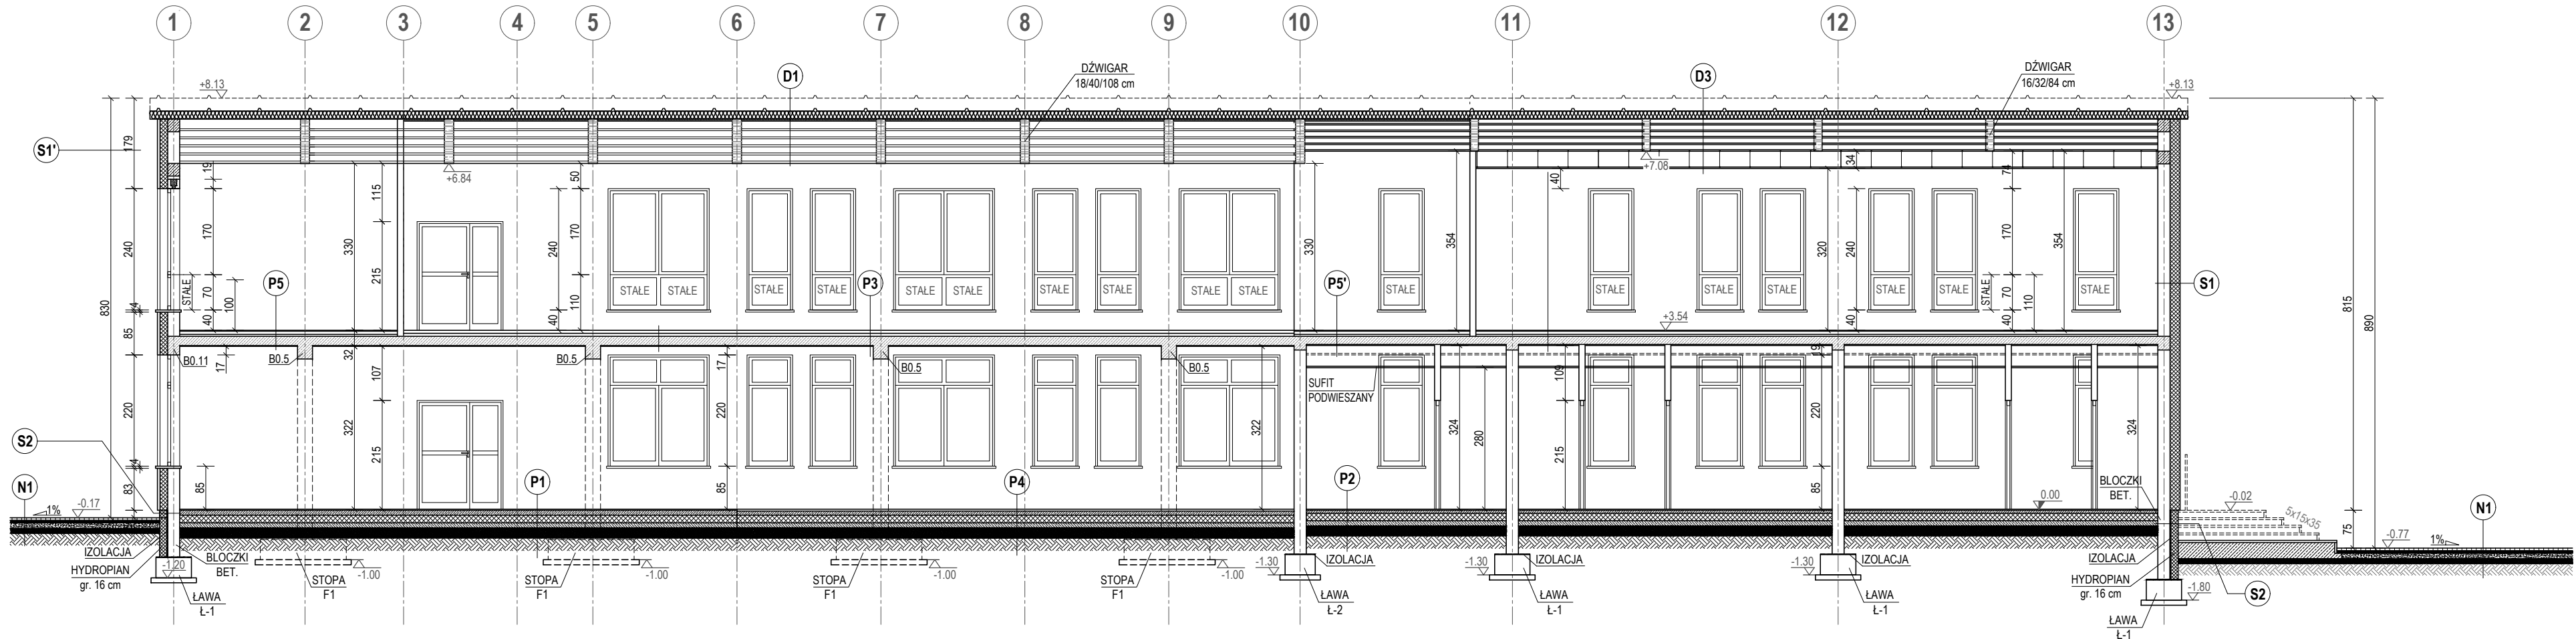 1 2 3 4 5 6 7 8 9 10 11 12 13
+8.13
D1
DŹWIGAR
18/40/108 cm
D3
DŹWIGAR
16/32/84 cm
+8.13
S1'
179
19
+6.84
115
50
40
+7.08
34
74
830
240
170
70
100
STAŁE
4
40
330
215
240
170
110
40
330
354
320
240
40
170
70
40
STAŁE
110
354
815
890
STAŁE STAŁE STAŁE STAŁE STAŁE STAŁE STAŁE STAŁE STAŁE STAŁE
STAŁE STAŁE STAŁE STAŁE STAŁE STAŁE STAŁE
P5
P3
P5'
S1
+3.54
85
B0.11
17
B0.5
32
B0.5
17
B0.5
B0.5
19
107
109
SUFIT
PODWIESZANY
220
322
215
220
322
324
280
215
220
324
S2
4
83
85
85
85
N1
1%
-0.17
P1
P4
P2
0.00
BLOCZKI
BET.
-0.02
5x15x35
75
-0.77
1%
N1
IZOLACJA
HYDROPIAN
gr. 16 cm
-1.20
BLOCZKI
BET.
ŁAWA
Ł-1
STOPA
F1
-1.00
STOPA
F1
-1.00
STOPA
F1
-1.00
STOPA
F1
-1.00
-1.30
IZOLACJA
ŁAWA
Ł-2
-1.30
IZOLACJA
ŁAWA
Ł-1
-1.30
IZOLACJA
ŁAWA
Ł-1
IZOLACJA
HYDROPIAN
gr. 16 cm
-1.80
S2
ŁAWA
Ł-1